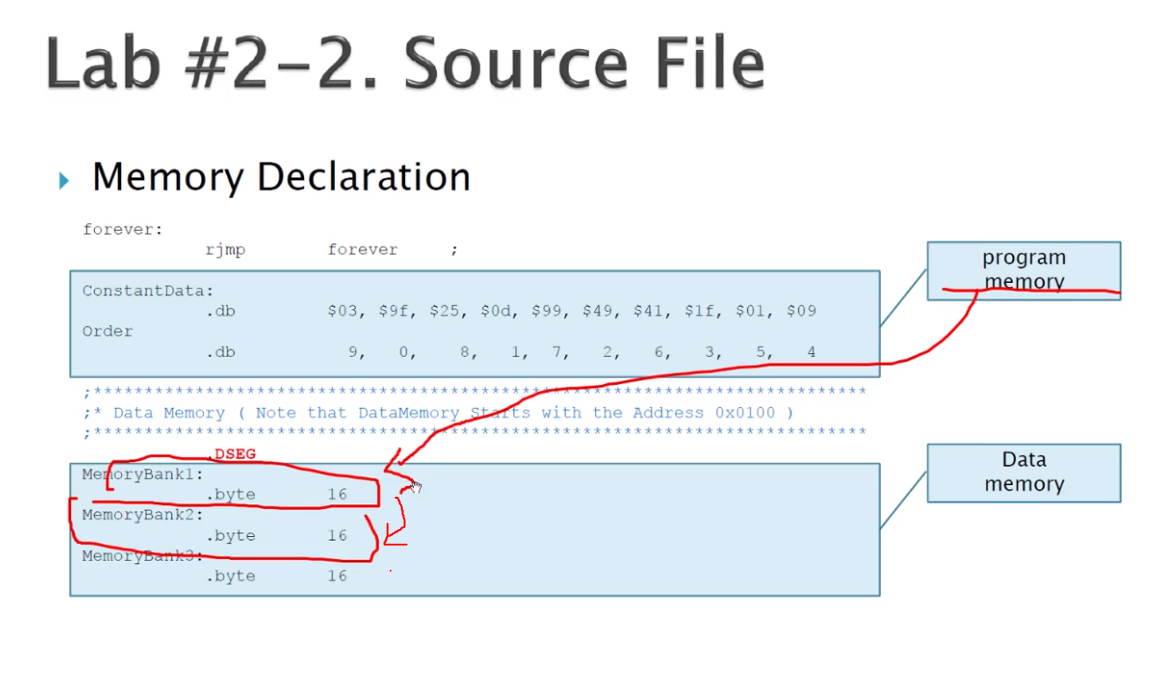 Lab #2-2. Source File
Memory Declaration
forever:
rjmp forever ;
ConstantData:
.db $03, $9f, $25, $0d, $99, $49, $41, $1f, $01, $09
Order
.db 9, 0, 8, 1, 7, 2, 6, 3, 5, 4
program
memory
;****************************************************************************
;* Data Memory ( Note that DataMemory Starts with the Address 0x0100 )
;****************************************************************************
.DSEG
MemoryBank1:
.byte 16
MemoryBank2:
.byte 16
MemoryBank3:
.byte 16
Data
memory